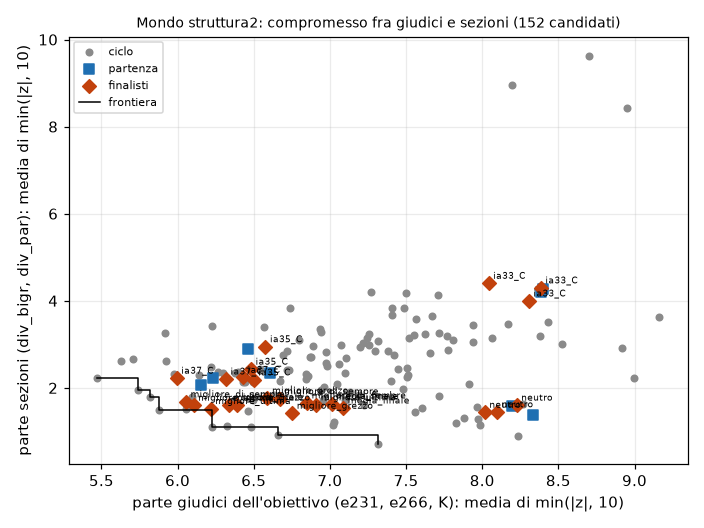 Mondo struttura2: compromesso fra giudici e sezioni (152 candidati)
ciclo
partenza
finalisti
frontiera
parte sezioni (div_bigr, div_par): media di min(|z|, 10)
10
8
6
4
2
ia33_C
ia33_C
ia33_C
ia35_C
ia35_C
ia37_C
neutro
neutro
5.5 6.0 6.5 7.0 7.5 8.0 8.5 9.0
parte giudici dell'obiettivo (e231, e266, K): media di min(|z|, 10)